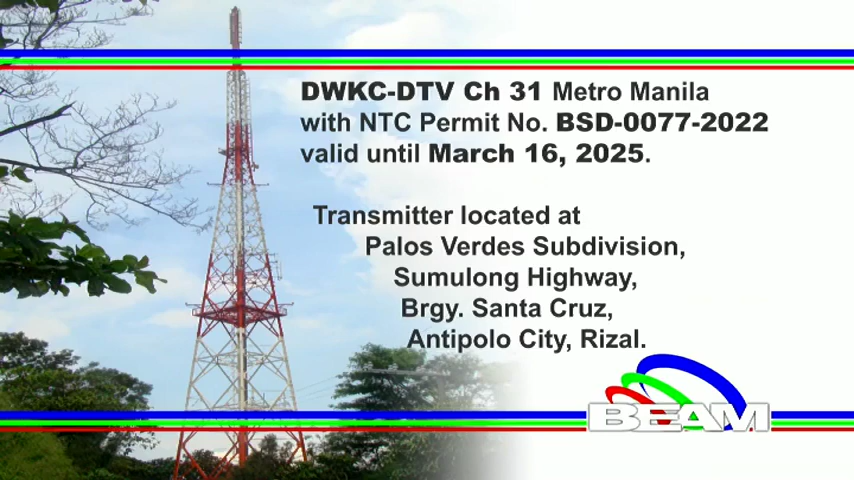 DWKC-DTV Ch 31 Metro Manila
with NTC Permit No. BSD-0077-2022
valid until March 16, 2025.
Transmitter located at
Palos Verdes Subdivision,
Sumulong Highway,
Brgy. Santa Cruz,
Antipolo City, Rizal.
BEAM